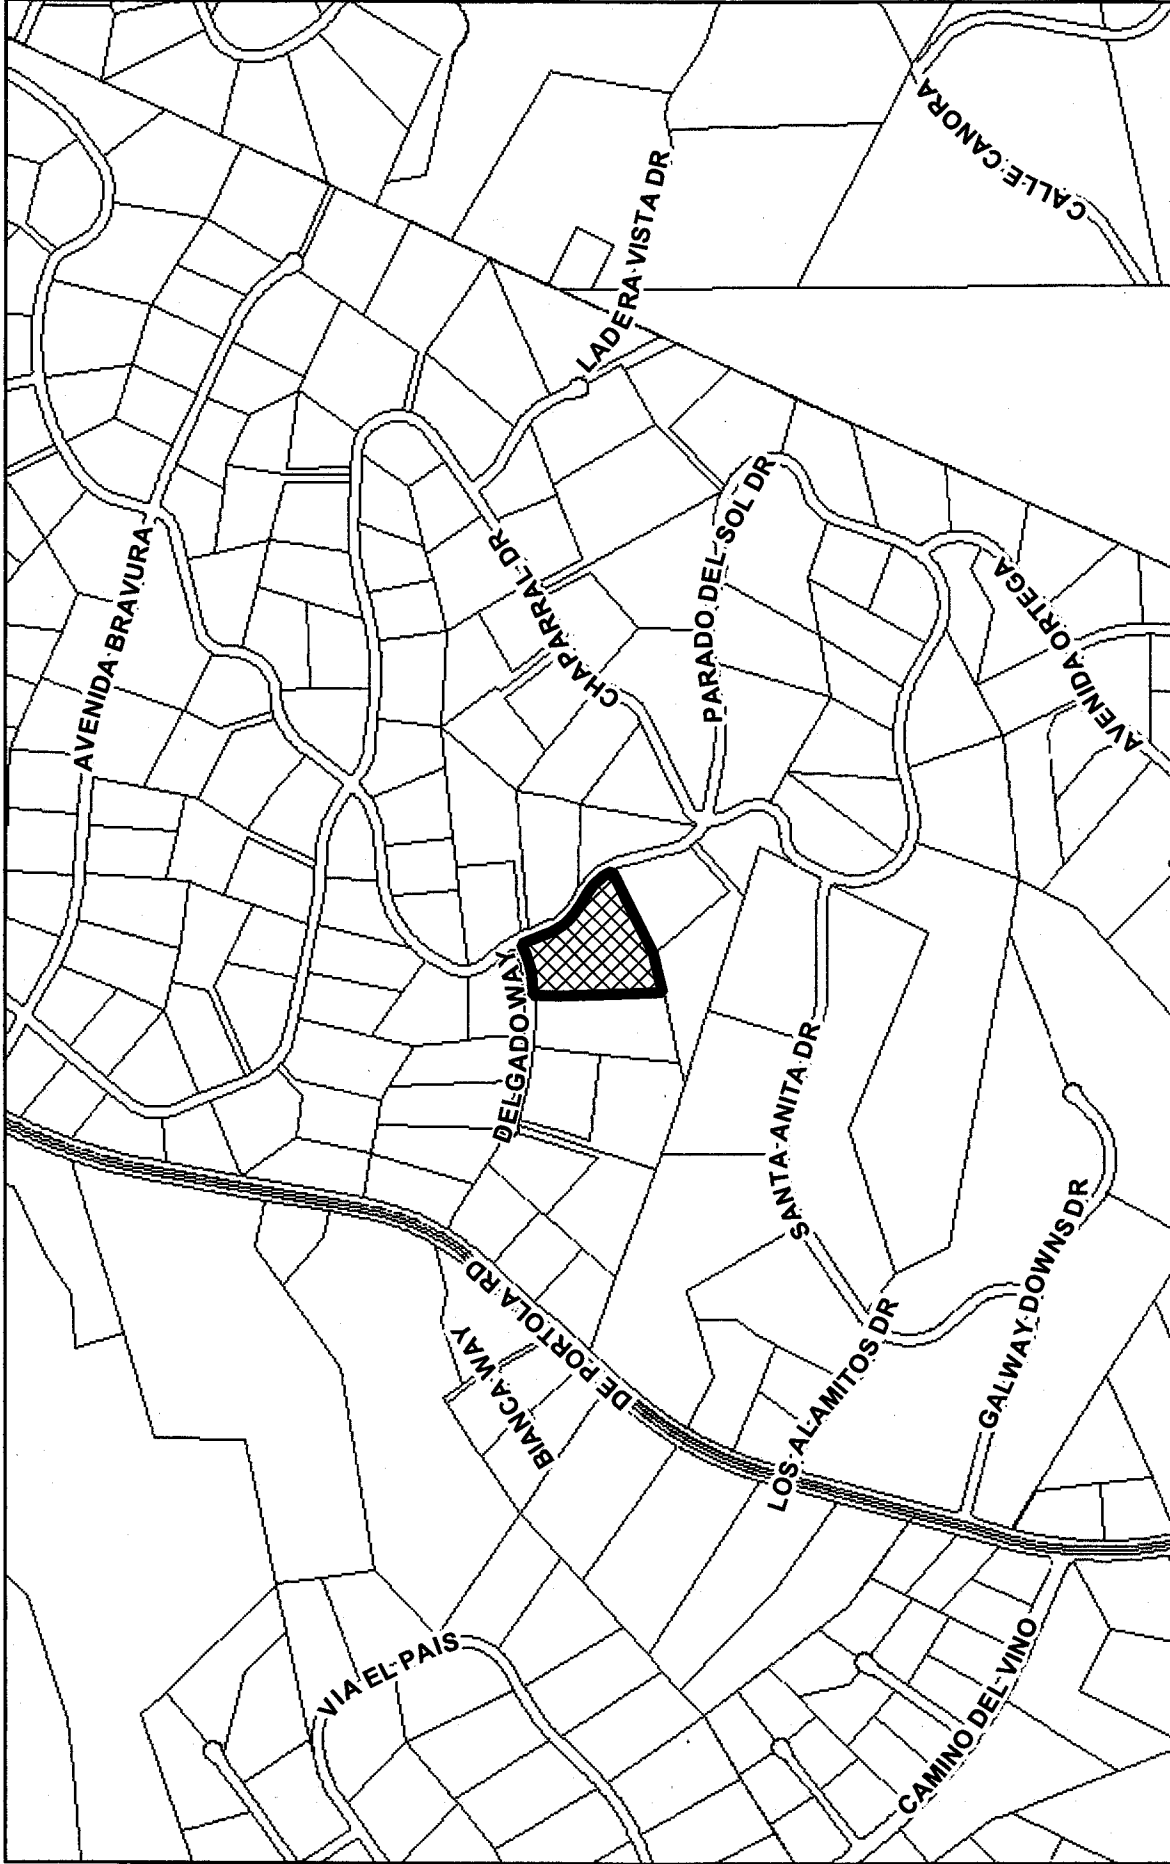 CALLE CANORA
LADERA VISTA DR
AVENIDA BRAVURA
CHAPARRAL DR
PARADO DEL SOL DR
AVENIDA ORTEGA
DELGADO WAY
SANTA ANITA DR
GALWAY DOWNS DR
DE PORTOLA RD
BIANCA WAY
LOS ALAMITOS DR
VIA EL PAIS
CAMINO DEL VINO